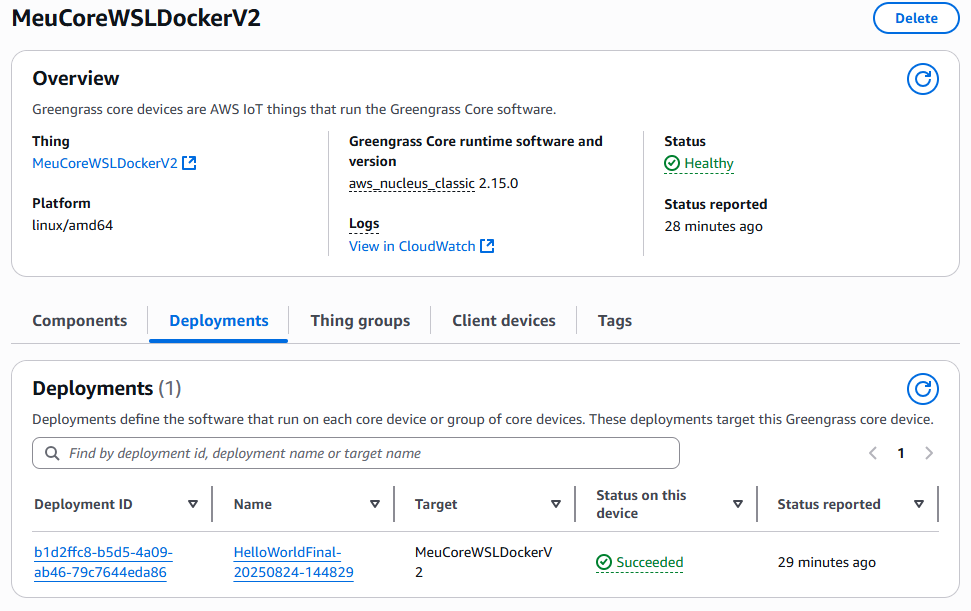 MeuCoreWSLDockerV2
Delete
Overview
Greengrass core devices are AWS IoT things that run the Greengrass Core software.
Thing
MeuCoreWSLDockerV2
Platform
linux/amd64
Greengrass Core runtime software and
version
aws_nucleus_classic 2.15.0
Logs
View in CloudWatch
Status
Healthy
Status reported
28 minutes ago
Components
Deployments
Thing groups
Client devices
Tags
Deployments (1)
Deployments define the software that run on each core device or group of core devices. These deployments target this Greengrass core device.
Find by deployment id, deployment name or target name
1
Deployment ID
Name
Target
Status on this
device
Status reported
b1d2ffc8-b5d5-4a09-
ab46-79c7644eda86
HelloWorldFinal-
20250824-144829
MeuCoreWSLDockerV
2
Succeeded
29 minutes ago